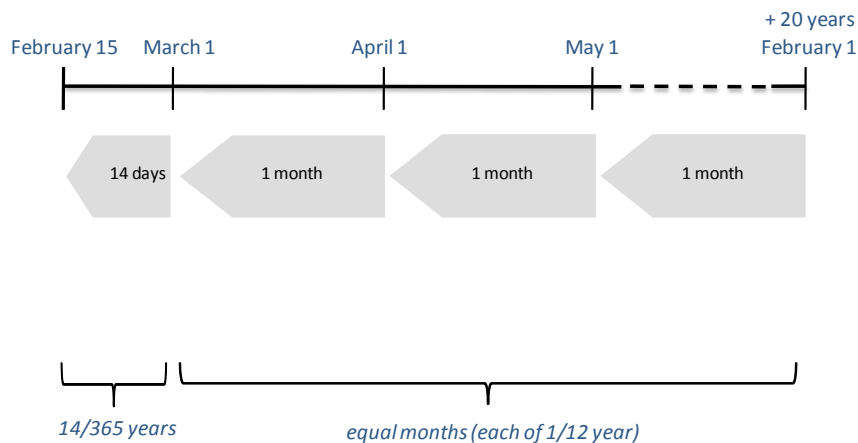 + 20 years
February 15 March 1 April 1 May 1 February 1
14 days 1 month 1 month 1 month
14/365 years equal months (each of 1/12 year)